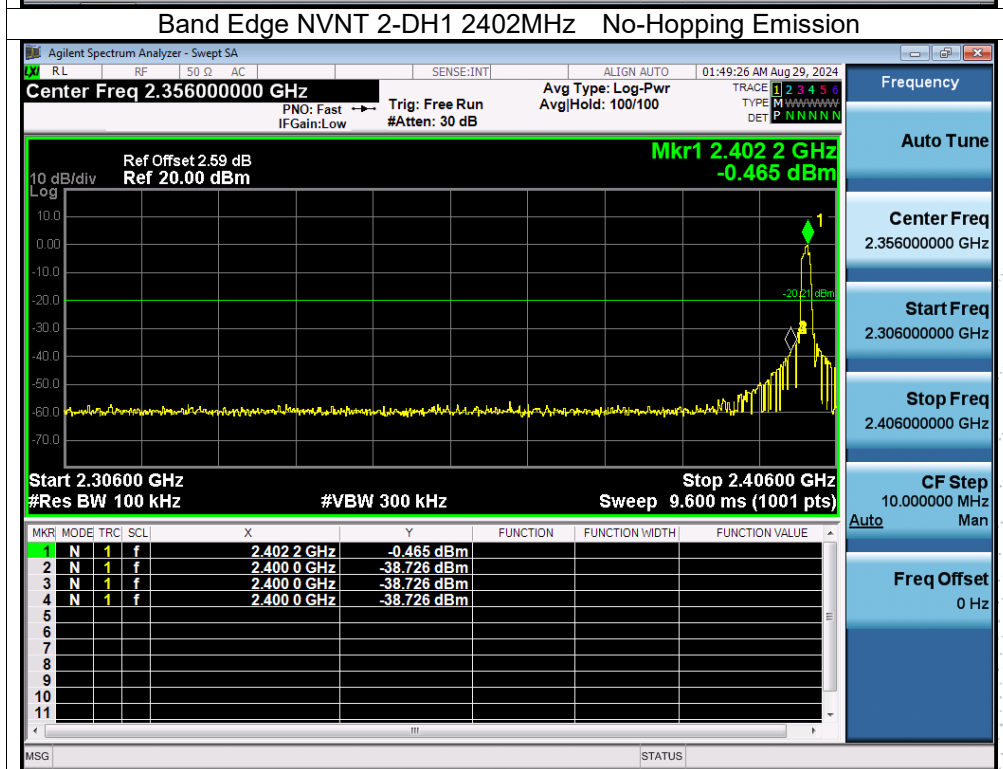 Band Edge NVNT 2-DH1 2402MHz No-Hopping Emission
Agilent Spectrum Analyzer - Swept SA
LXI RL RF 50 Ω AC SENSE:INT ALIGN AUTO 01:49:26 AM Aug 29, 2024
Center Freq 2.356000000 GHz
PNO: Fast
IFGain:Low
Trig: Free Run
#Atten: 30 dB
Avg Type: Log-Pwr
Avg|Hold: 100/100
TRACE 1 2 3 4 5 6
TYPE M WWWWW
DET P N N N N N
Frequency
Auto Tune
Center Freq
2.356000000 GHz
Start Freq
2.306000000 GHz
Stop Freq
2.406000000 GHz
CF Step
10.000000 MHz
Auto Man
Freq Offset
0 Hz
Mkr1 2.402 2 GHz
-0.465 dBm
Ref Offset 2.59 dB
10 dB/div Ref 20.00 dBm
Log
10.0
0.00
-10.0
-20.0
-30.0
-40.0
-50.0
-60.0
-70.0
1
-20.21 dBm
Start 2.30600 GHz Stop 2.40600 GHz
#Res BW 100 kHz #VBW 300 kHz Sweep 9.600 ms (1001 pts)
MKR MODE TRC SCL X Y FUNCTION FUNCTION WIDTH FUNCTION VALUE
1 N 1 f 2.402 2 GHz -0.465 dBm
2 N 1 f 2.400 0 GHz -38.726 dBm
3 N 1 f 2.400 0 GHz -38.726 dBm
4 N 1 f 2.400 0 GHz -38.726 dBm
5
6
7
8
9
10
11
MSG STATUS